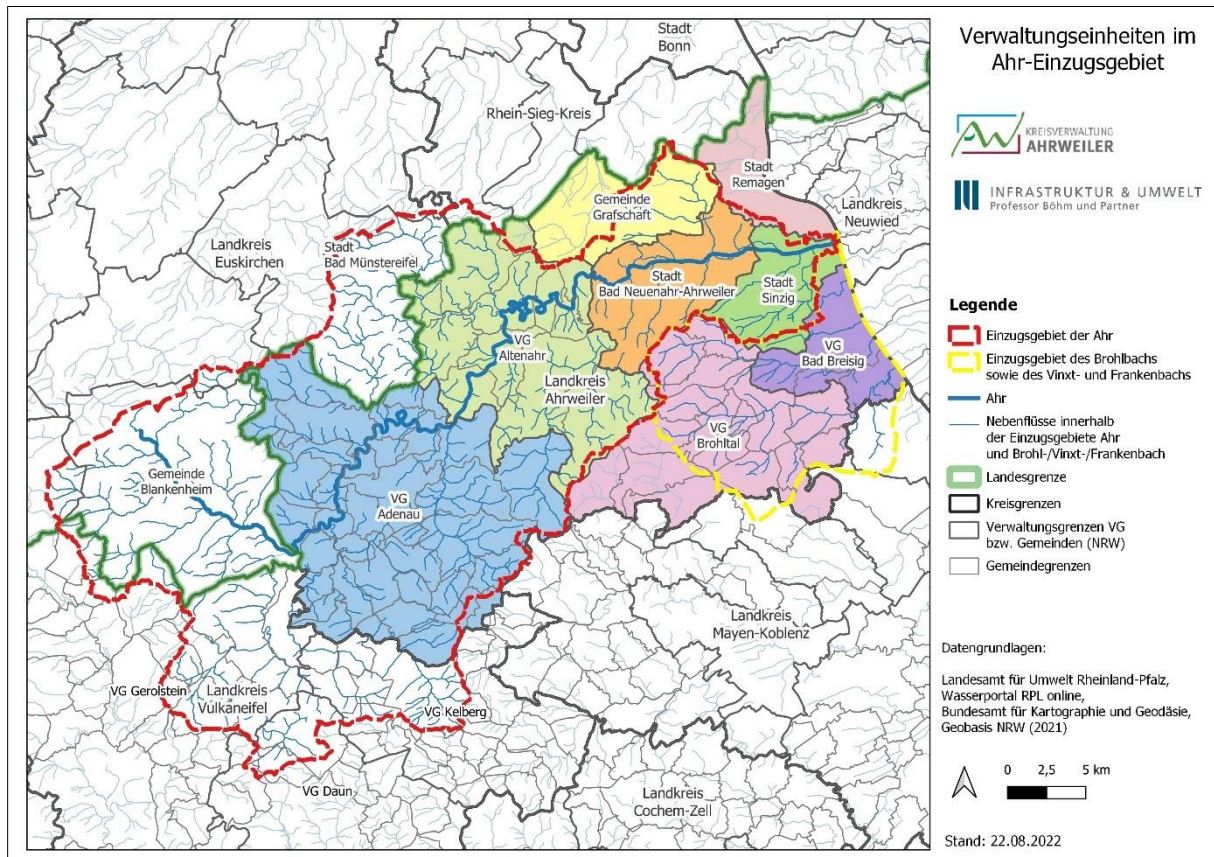 Verwaltungseinheiten im
Ahr-Einzugsgebiet
KREISVERWALTUNG
AHRWEILER
INFRASTRUKTUR & UMWELT
Professor Böhm und Partner
Stadt
Bonn
Rhein-Sieg-Kreis
Stadt
Remagen
Landkreis
Neuwied
Gemeinde
Grafschaft
Landkreis
Euskirchen
Stadt
Bad Münstereifel
Stadt
Bad Neuenahr-Ahrweiler
Stadt
Sinzig
VG
Altenahr
VG
Bad Breisig
Landkreis
Ahrweiler
VG
Brohltal
Gemeinde
Blankenheim
VG
Adenau
Landkreis
Mayen-Koblenz
VG Gerolstein
Landkreis
Vulkaneifel
VG Kelberg
VG Daun
Landkreis
Cochem-Zell
Legende
Einzugsgebiet der Ahr
Einzugsgebiet des Brohlbachs
sowie des Vinxt- und Frankenbachs
Ahr
Nebenflüsse innerhalb
der Einzugsgebiete Ahr
und Brohl-/Vinxt-/Frankenbach
Landesgrenze
Kreisgrenzen
Verwaltungsgrenzen VG
bzw. Gemeinden (NRW)
Gemeindegrenzen
Datengrundlagen:
Landesamt für Umwelt Rheinland-Pfalz,
Wasserportal RPL online,
Bundesamt für Kartographie und Geodäsie,
Geobasis NRW (2021)
0 2,5 5 km
Stand: 22.08.2022